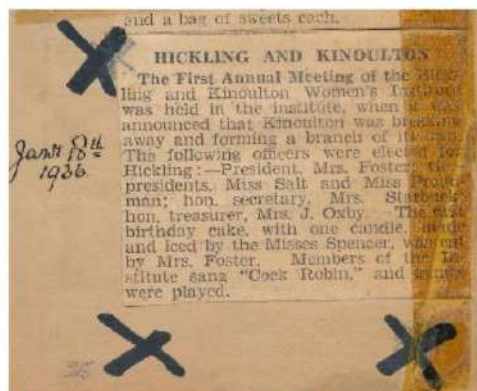 and a bag of sweets each.
HICKLING AND KINOULTON
The First Annual Meeting of the Hick-
ling and Kinoulton Women's Institute
was held in the institute, when it was
announced that Kinoulton was breaking
away and forming a branch of its own.
The following officers were elected for
Hickling:—President, Mrs. Foster;
presidents, Miss Salt and Miss
man; hon. secretary, Mrs. Starbuck
hon. treasurer, Mrs. J. Oxby. The first
birthday cake, with one candle, made
and iced by the Misses Spencer, was cut
by Mrs. Foster. Members of the In-
stitute sang "Cock Robin," and games
were played.
Jan 8th
1936